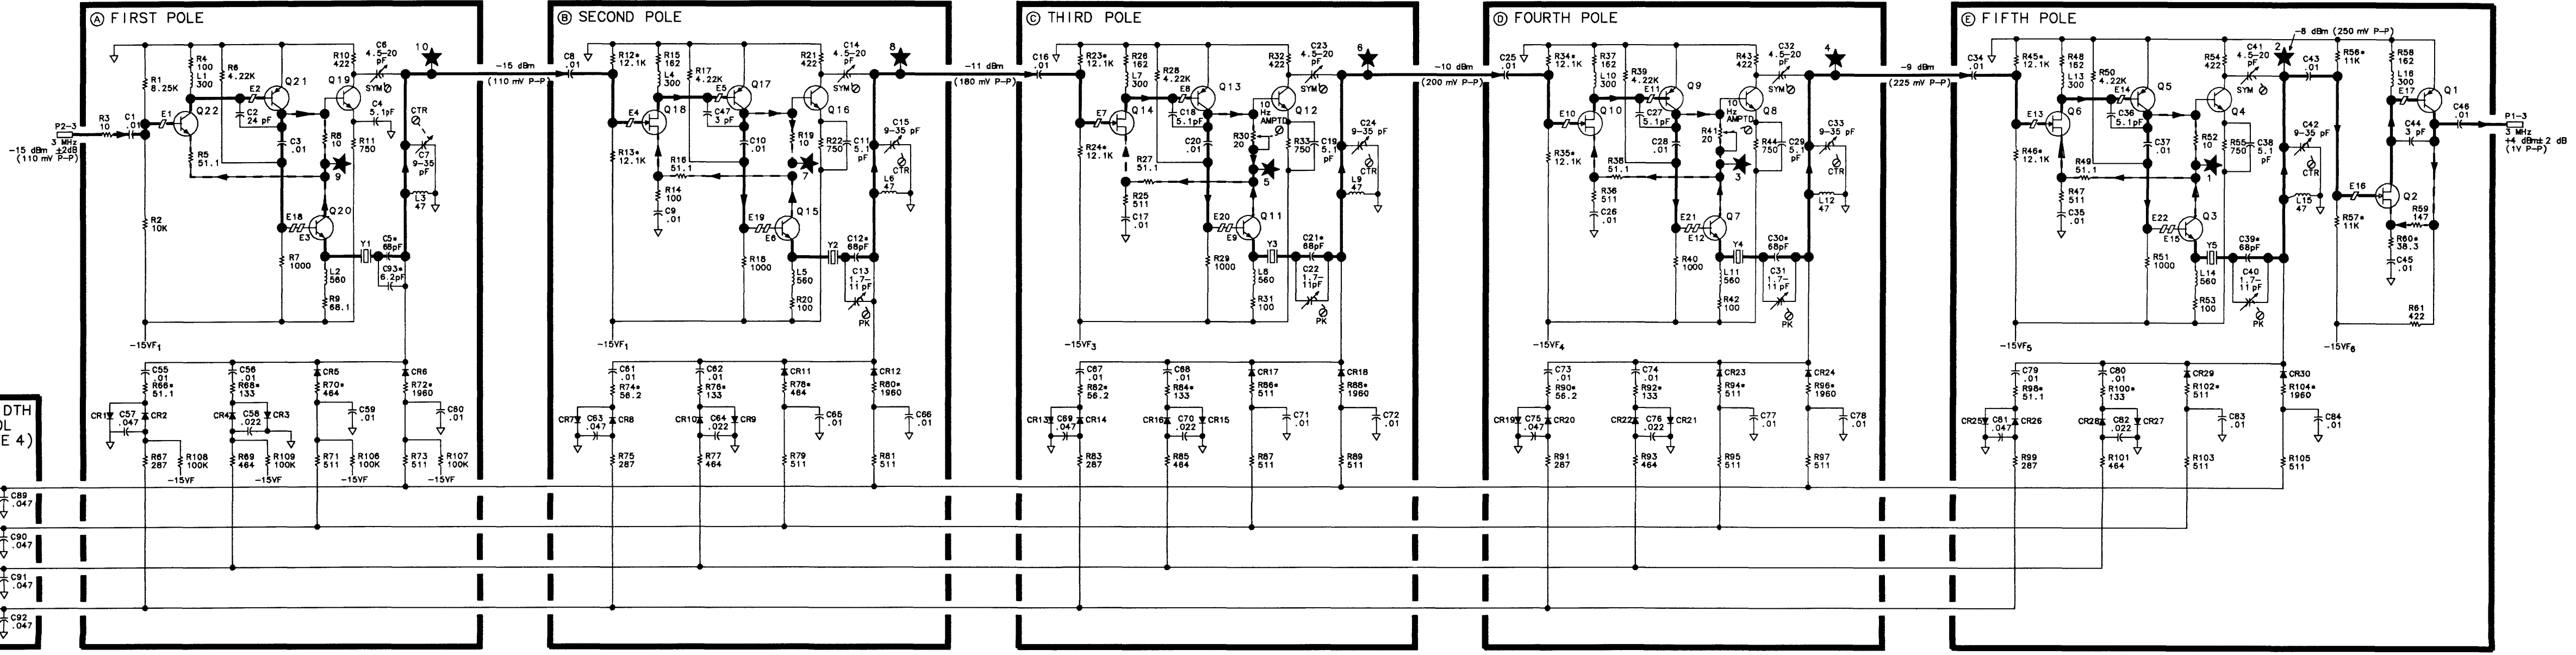 Ⓐ FIRST POLE
P2-3
3 MHz
-15 dBm ±2dB
(110 mV P-P)
R3
10
C1
.01
R1
8.25K
R2
10K
E1
Q22
R4
100
L1
300
R6
4.22K
E2
C2
24 pF
Q21
C3
.01
R5
51.1
R8
10
9
R10
422
Q19
C6
4.5-20
pF
SYM
C4
5.1pF
R11
750
10
CTR
C7
9-35
pF
L3
47
E18
E3
Q20
R7
1000
L2
560
R9
68.1
Y1
C5*
68pF
C93*
6.2pF
-15VF1
C55
.01
R66*
51.1
CR1
C57
.047
CR2
R67
287
R108
100K
-15VF
C56
.01
R68*
133
CR4
C58
.022
CR3
R69
464
R109
100K
-15VF
CR5
R70*
464
C59
.01
R71
511
R106
100K
-15VF
CR6
R72*
1960
C60
.01
R73
511
R107
100K
-15VF
DTH
OL
E 4)
C89
.047
C90
.047
C91
.047
C92
.047
-15 dBm
(110 mV P-P)
Ⓑ SECOND POLE
C8
.01
R12*
12.1K
R13*
12.1K
E4
Q18
R15
162
L4
300
R17
4.22K
E5
C47
3 pF
Q17
C10
.01
R16
51.1
R14
100
C9
.01
R19
10
7
R21
422
Q16
C14
4.5-20
pF
SYM
R22
750
C11
5.1
pF
8
C15
9-35 pF
CTR
L6
47
E19
E6
Q15
R18
1000
L5
560
R20
100
Y2
C12*
68pF
C13
1.7-
11pF
PK
-15VF1
C61
.01
R74*
56.2
CR7
C63
.047
CR8
R75
287
C62
.01
R76*
133
CR10
C64
.022
CR9
R77
464
CR11
R78*
464
C65
.01
R79
511
CR12
R80*
1960
C66
.01
R81
511
-11 dBm
(180 mV P-P)
Ⓒ THIRD POLE
C16
.01
R23*
12.1K
R24*
12.1K
E7
Q14
R26
162
L7
300
R28
4.22K
E8
C18
5.1pF
Q13
C20
.01
R27
51.1
R25
511
C17
.01
10
Hz
AMPTD
R30
20
5
R32
422
Q12
C23
4.5-20
pF
SYM
R33
750
C19
5.1
pF
6
C24
9-35 pF
CTR
L9
47
E20
E9
Q11
R29
1000
L8
560
R31
100
Y3
C21*
68pF
C22
1.7-
11pF
PK
-15VF3
C67
.01
R82*
56.2
CR13
C69
.047
CR14
R83
287
C68
.01
R84*
133
CR16
C70
.022
CR15
R85
464
CR17
R86*
511
C71
.01
R87
511
CR18
R88*
1960
C72
.01
R89
511
-10 dBm
(200 mV P-P)
Ⓓ FOURTH POLE
C25
.01
R34*
12.1K
R35*
12.1K
E10
Q10
R37
162
L10
300
R39
4.22K
E11
C27
5.1pF
Q9
C28
.01
R38
51.1
R36
511
C26
.01
10
Hz
AMPTD
R41
20
3
R43
422
Q8
C32
4.5-20
pF
SYM
R44
750
C29
5.1
pF
4
C33
9-35 pF
CTR
L12
47
E21
E12
Q7
R40
1000
L11
560
R42
100
Y4
C30*
68pF
C31
1.7-
11pF
PK
-15VF4
C73
.01
R90*
56.2
CR19
C75
.047
CR20
R91
287
C74
.01
R92*
133
CR22
C76
.022
CR21
R93
464
CR23
R94*
511
C77
.01
R95
511
CR24
R96*
1960
C78
.01
R97
511
-9 dBm
(225 mV P-P)
Ⓔ FIFTH POLE
C34
.01
R45*
12.1K
R46*
12.1K
E13
Q6
R48
162
L13
300
R50
4.22K
E14
C36
5.1pF
Q5
C37
.01
R49
51.1
R47
511
C35
.01
R52
10
1
R54
422
Q4
C41
4.5-20
pF
SYM
R55
750
C38
5.1
pF
2
-8 dBm (250 mV P-P)
C42
9-35 pF
CTR
L15
47
E22
E15
Q3
R51
1000
L14
560
R53
100
Y5
C39*
68pF
C40
1.7-
11pF
PK
-15VF5
C43
.01
R56*
11K
R57*
11K
E16
Q2
R58
162
L16
300
E17
Q1
C44
3 pF
C46
.01
R59
147
R60*
38.3
C45
.01
R61
422
-15VF6
P1-3
3 MHz
+4 dBm± 2 dB
(1V P-P)
C79
.01
R98*
51.1
CR25
C81
.047
CR26
R99
287
C80
.01
R100*
133
CR28
C82
.022
CR27
R101
464
CR29
R102*
511
C83
.01
R103
511
CR30
R104*
1960
C84
.01
R105
511